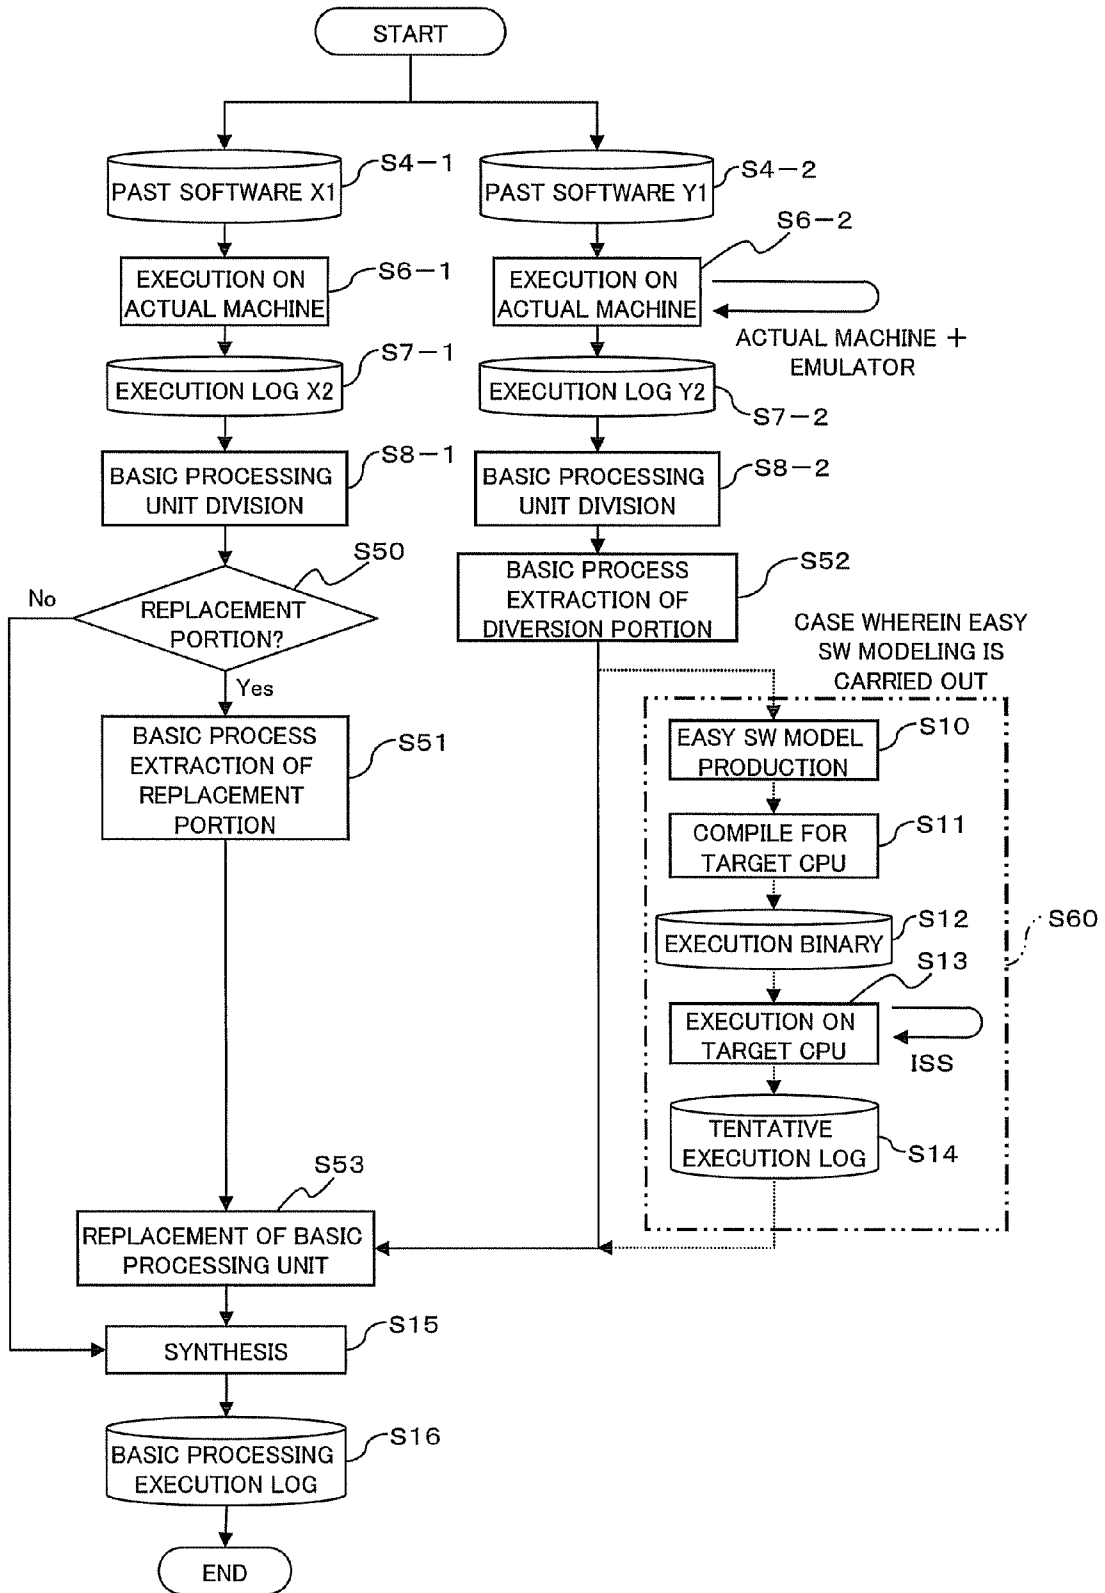 START
PAST SOFTWARE X1
S4-1
PAST SOFTWARE Y1
S4-2
EXECUTION ON
ACTUAL MACHINE
S6-1
EXECUTION ON
ACTUAL MACHINE
S6-2
ACTUAL MACHINE +
EMULATOR
EXECUTION LOG X2
S7-1
EXECUTION LOG Y2
S7-2
BASIC PROCESSING
UNIT DIVISION
S8-1
BASIC PROCESSING
UNIT DIVISION
S8-2
REPLACEMENT
PORTION?
S50
No
Yes
BASIC PROCESS
EXTRACTION OF
DIVERSION PORTION
S52
CASE WHEREIN EASY
SW MODELING IS
CARRIED OUT
BASIC PROCESS
EXTRACTION OF
REPLACEMENT
PORTION
S51
EASY SW MODEL
PRODUCTION
S10
COMPILE FOR
TARGET CPU
S11
EXECUTION BINARY
S12
S60
EXECUTION ON
TARGET CPU
S13
ISS
TENTATIVE
EXECUTION LOG
S14
REPLACEMENT OF BASIC
PROCESSING UNIT
S53
SYNTHESIS
S15
BASIC PROCESSING
EXECUTION LOG
S16
END